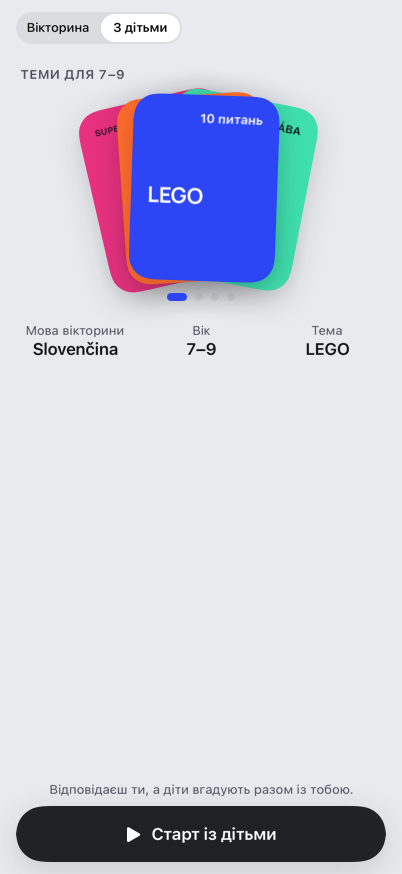 Вікторина
З дітьми
ТЕМИ ДЛЯ 7–9
10 питань
LEGO
Мова вікторини
Вік
Тема
Slovenčina
7–9
LEGO
Відповідаєш ти, а діти вгадують разом із тобою.
Старт із дітьми